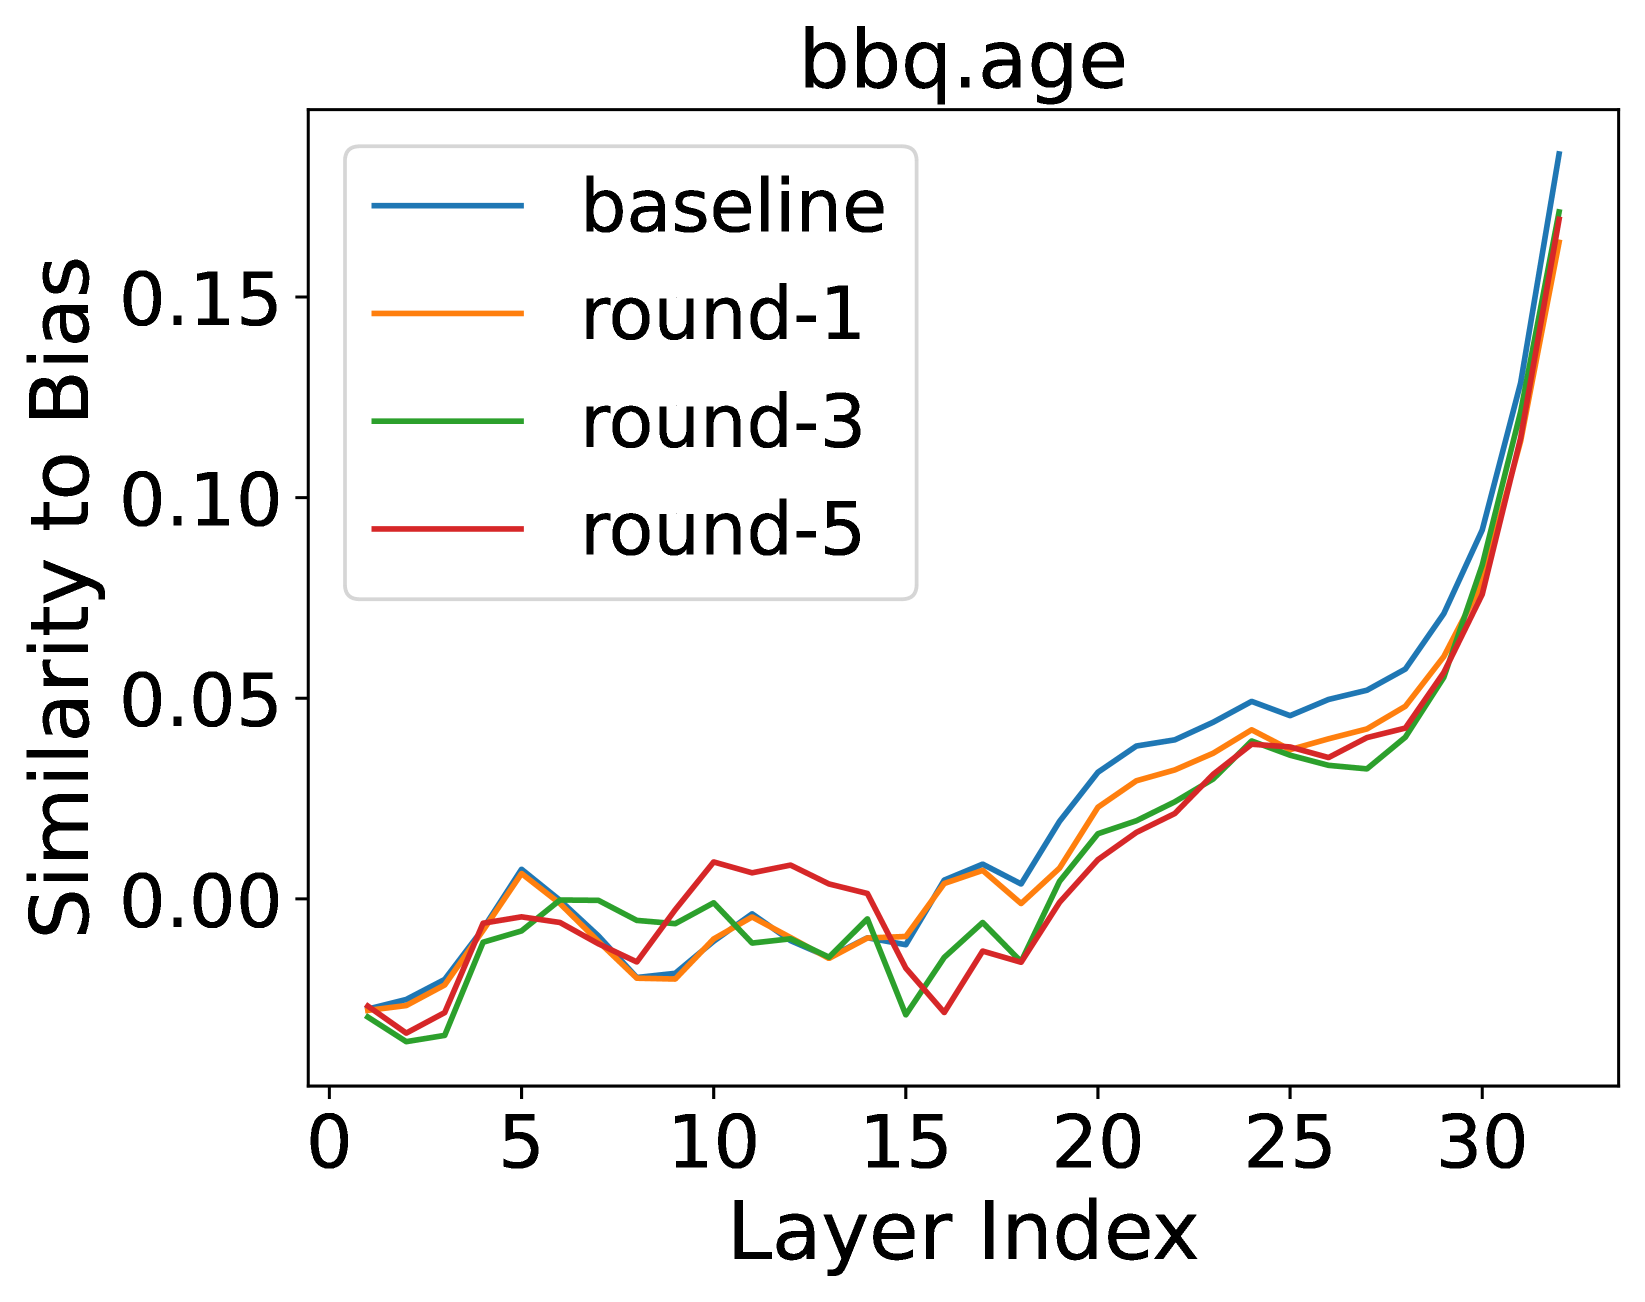 bbq.age
baseline
round-1
round-3
round-5
Similarity to Bias
0.15
0.10
0.05
0.00
0 5 10 15 20 25 30
Layer Index